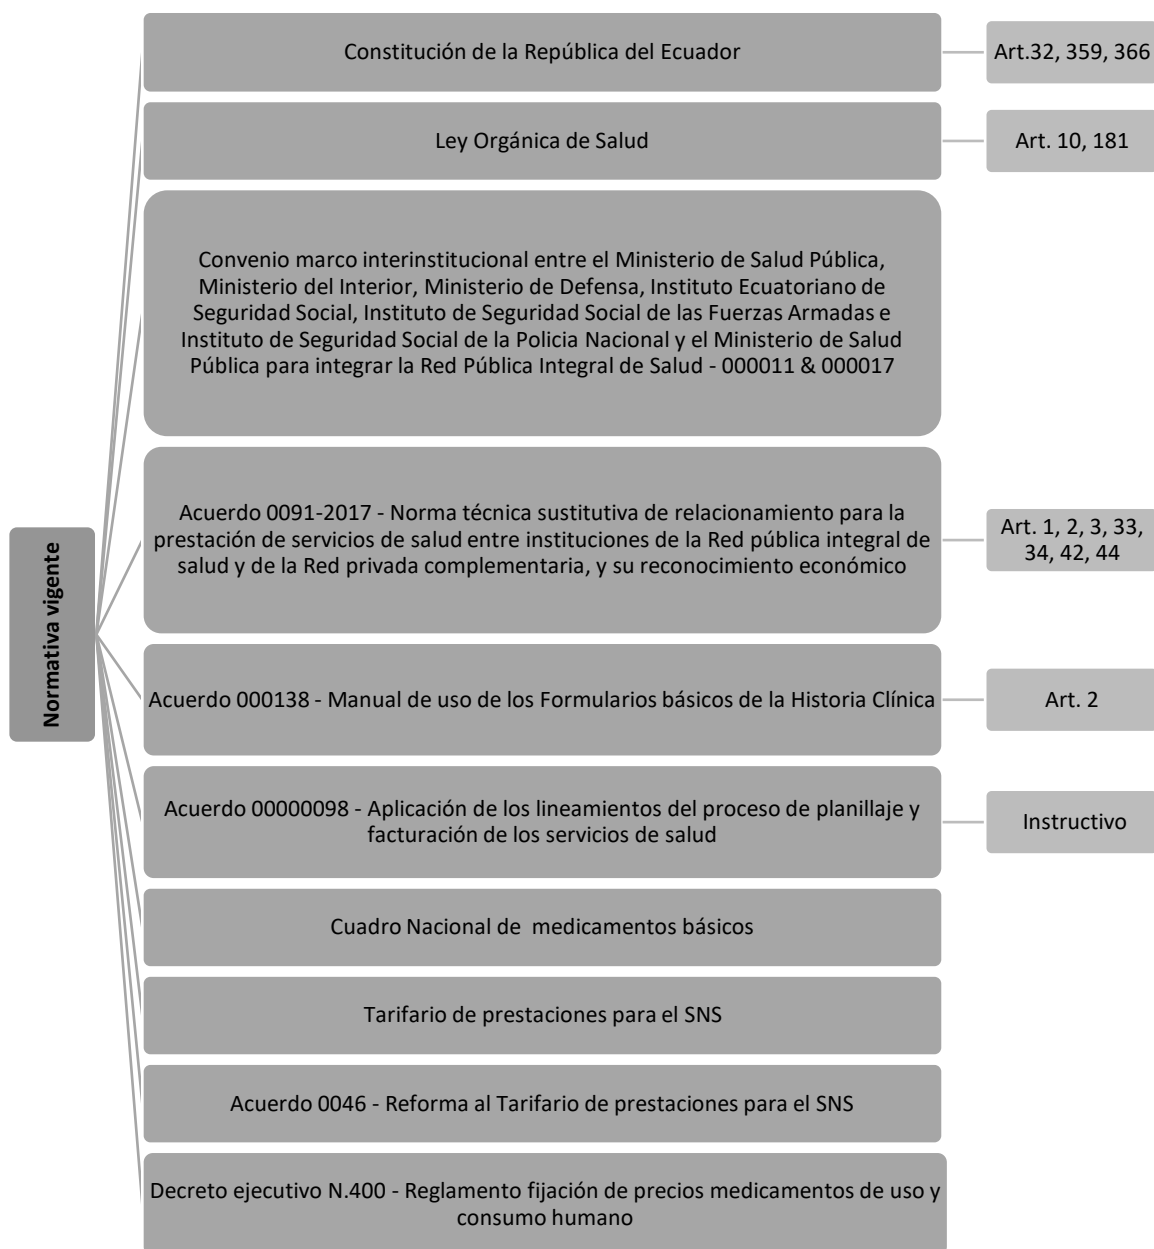 Constitución de la República del Ecuador
Art.32, 359, 366
Ley Orgánica de Salud
Art. 10, 181
Convenio marco interinstitucional entre el Ministerio de Salud Pública,
Ministerio del Interior, Ministerio de Defensa, Instituto Ecuatoriano de
Seguridad Social, Instituto de Seguridad Social de las Fuerzas Armadas e
Instituto de Seguridad Social de la Policia Nacional y el Ministerio de Salud
Pública para integrar la Red Pública Integral de Salud - 000011 & 000017
Normativa vigente
Acuerdo 0091-2017 - Norma técnica sustitutiva de relacionamiento para la
prestación de servicios de salud entre instituciones de la Red pública integral de
salud y de la Red privada complementaria, y su reconocimiento económico
Art. 1, 2, 3, 33,
34, 42, 44
Acuerdo 000138 - Manual de uso de los Formularios básicos de la Historia Clínica
Art. 2
Acuerdo 00000098 - Aplicación de los lineamientos del proceso de planillaje y
facturación de los servicios de salud
Instructivo
Cuadro Nacional de medicamentos básicos
Tarifario de prestaciones para el SNS
Acuerdo 0046 - Reforma al Tarifario de prestaciones para el SNS
Decreto ejecutivo N.400 - Reglamento fijación de precios medicamentos de uso y
consumo humano